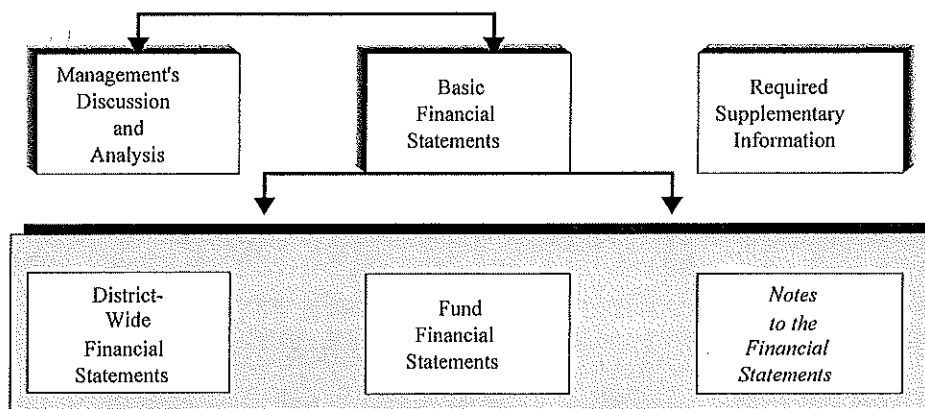 Management's
Discussion
and
Analysis
Basic
Financial
Statements
Required
Supplementary
Information
District-
Wide
Financial
Statements
Fund
Financial
Statements
Notes
to the
Financial
Statements